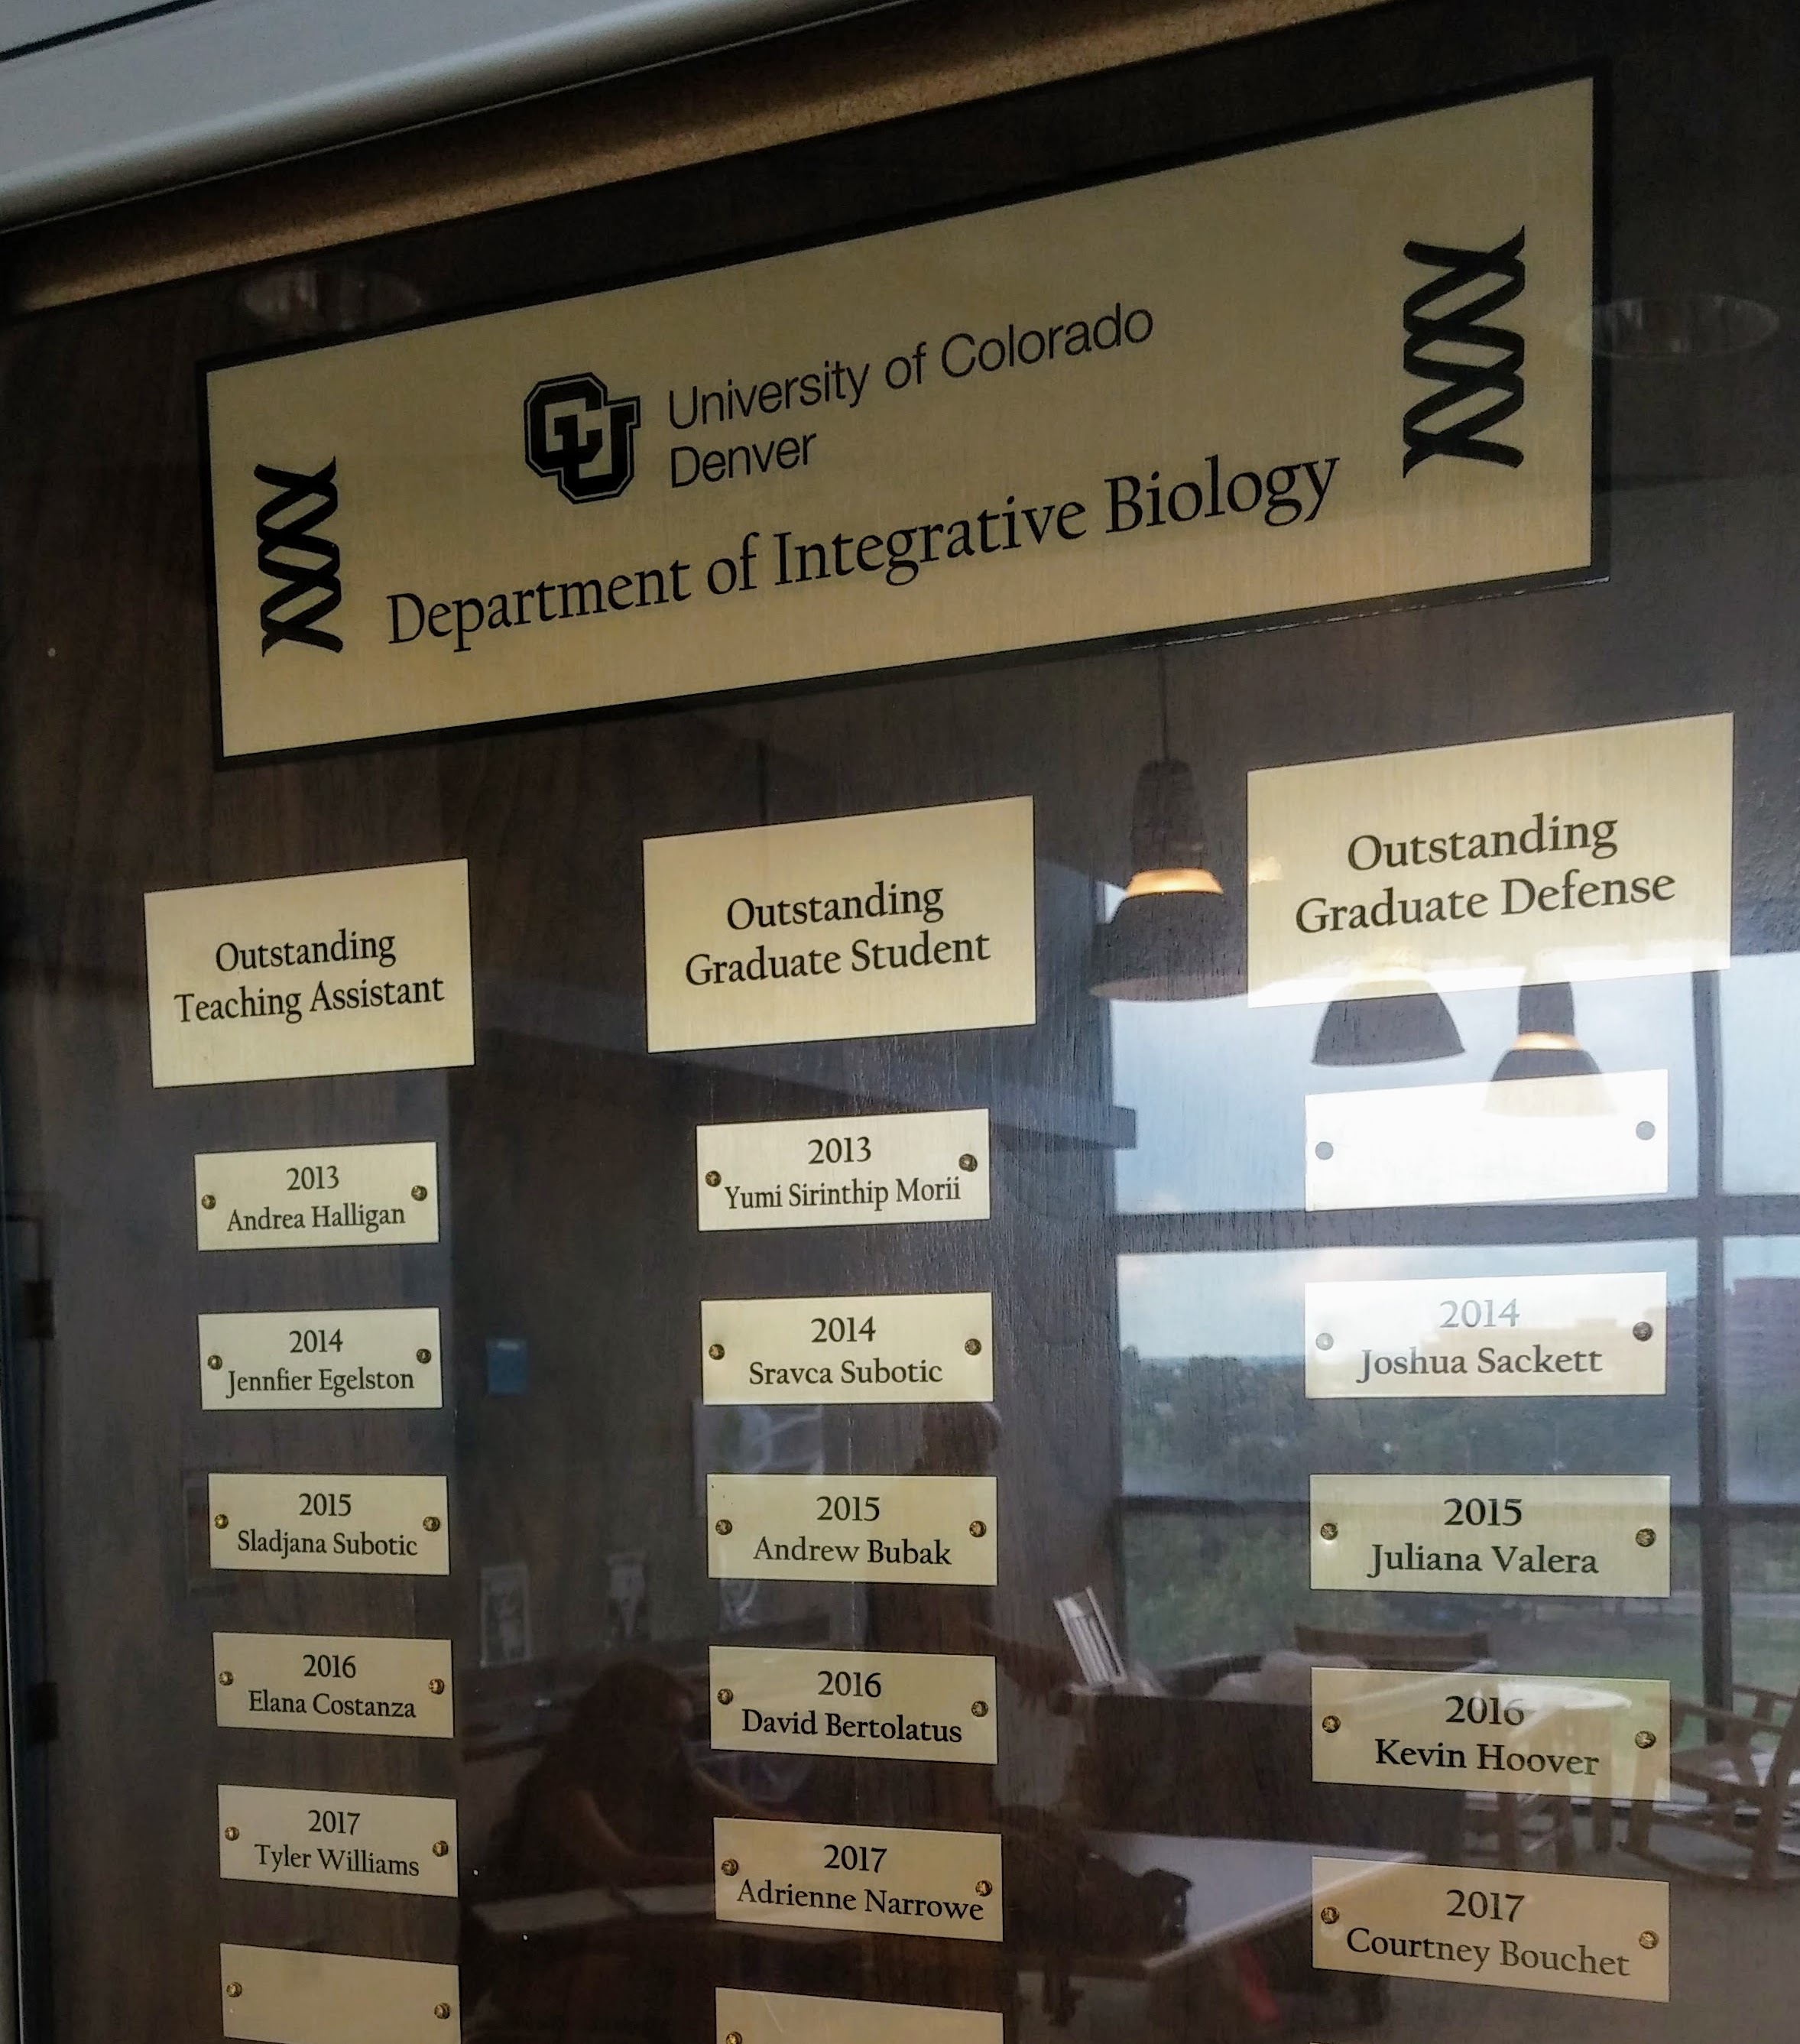 CU
University of Colorado
Denver
Department of Integrative Biology
Outstanding
Teaching Assistant
2013
Andrea Halligan
2014
Jennfier Egelston
2015
Sladjana Subotic
2016
Elana Costanza
2017
Tyler Williams
Outstanding
Graduate Student
2013
Yumi Sirinthip Morii
2014
Sravca Subotic
2015
Andrew Bubak
2016
David Bertolatus
2017
Adrienne Narrowe
Outstanding
Graduate Defense
2014
Joshua Sackett
2015
Juliana Valera
2016
Kevin Hoover
2017
Courtney Bouchet